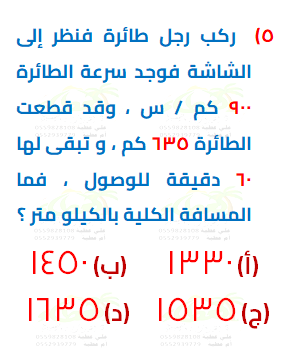 ٥) ركب رجل طائرة فنظر إلى
الشاشة فوجد سرعة الطائرة
٩٠٠ كم / س ، وقد قطعت
الطائرة ٦٣٥ كم ، و تبقى لها
٦٠ دقيقة للوصول ، فما
المسافة الكلية بالكيلو متر ؟
(أ) ١٣٣٠ (ب) ١٤٥٠
(ج) ١٥٣٥ (د) ١٦٣٥